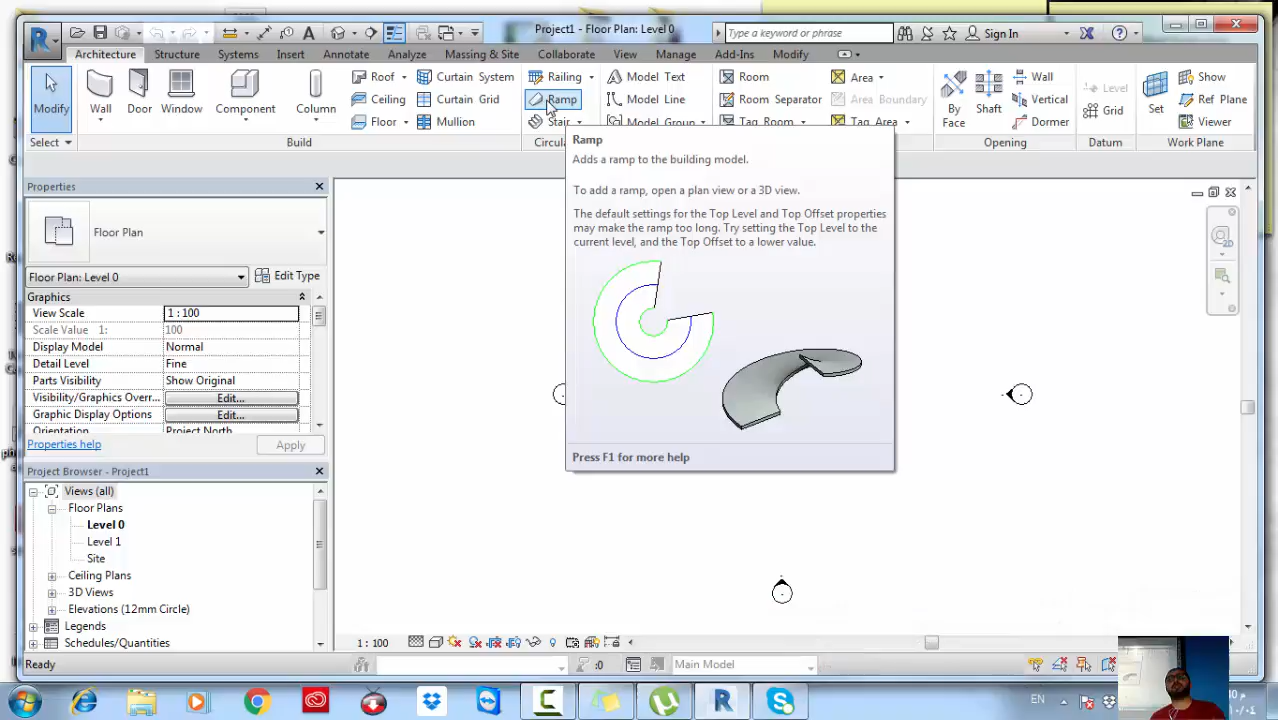 Project1 - Floor Plan: Level 0
Type a keyword or phrase
Sign In
Architecture Structure Systems Insert Annotate Analyze Massing & Site Collaborate View Manage Add-Ins Modify
Modify
Wall
Door
Window
Component
Column
Roof
Ceiling
Floor
Curtain System
Curtain Grid
Mullion
Railing
Ramp
Stair
Model Text
Model Line
Model Group
Room
Room Separator
Tag Room
Area
Area Boundary
Tag Area
By Face
Shaft
Wall
Vertical
Dormer
Level
Grid
Set
Show
Ref Plane
Viewer
Select
Build
Opening
Datum
Work Plane
Ramp
Adds a ramp to the building model.
To add a ramp, open a plan view or a 3D view.
The default settings for the Top Level and Top Offset properties
may make the ramp too long. Try setting the Top Level to the
current level, and the Top Offset to a lower value.
Press F1 for more help
Properties
Floor Plan
Floor Plan: Level 0
Edit Type
Graphics
View Scale 1 : 100
Scale Value 1: 100
Display Model Normal
Detail Level Fine
Parts Visibility Show Original
Visibility/Graphics Overr... Edit...
Graphic Display Options Edit...
Orientation Project North
Properties help
Apply
Project Browser - Project1
Views (all)
Floor Plans
Level 0
Level 1
Site
Ceiling Plans
3D Views
Elevations (12mm Circle)
Legends
Schedules/Quantities
1 : 100
Ready
:0
Main Model
EN